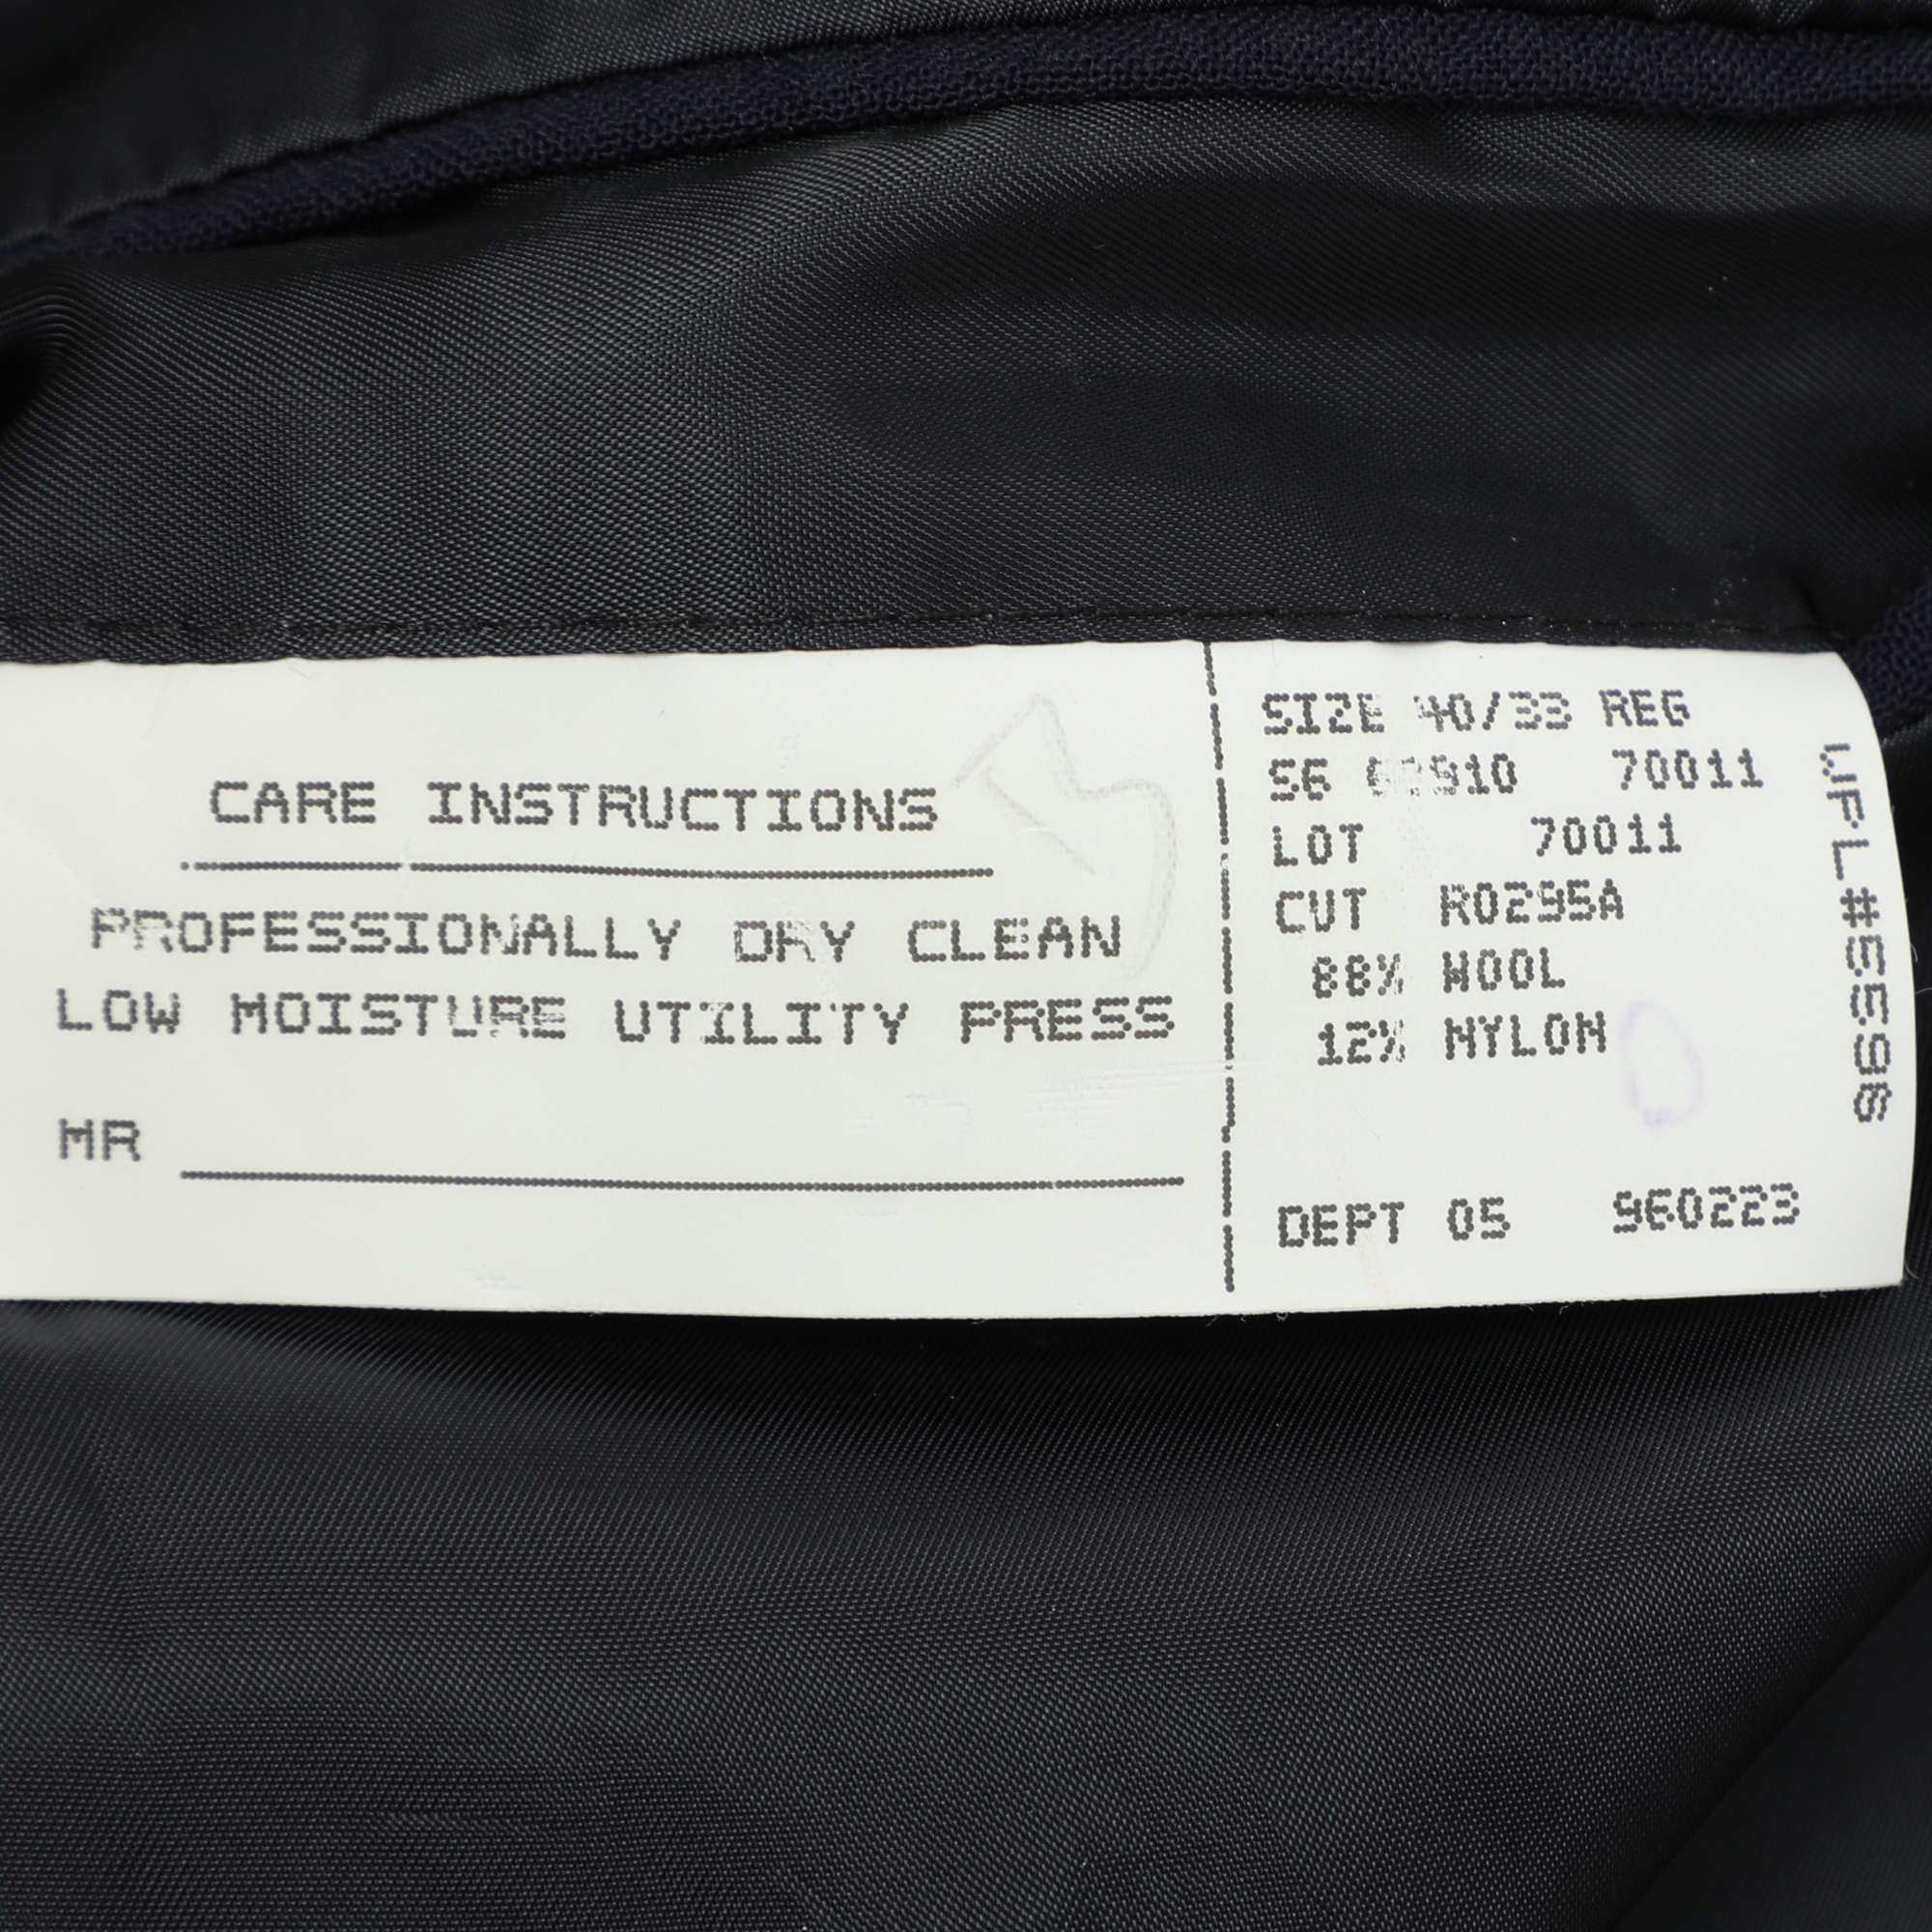 CARE INSTRUCTIONS
PROFESSIONALLY DRY CLEAN
LOW MOISTURE UTILITY PRESS
MR
SIZE 40/33 REG
S6 70011
LOT 70011
CUT R0295A
88% WOOL
12% NYLON
DEPT 05 960223
WPL#5598